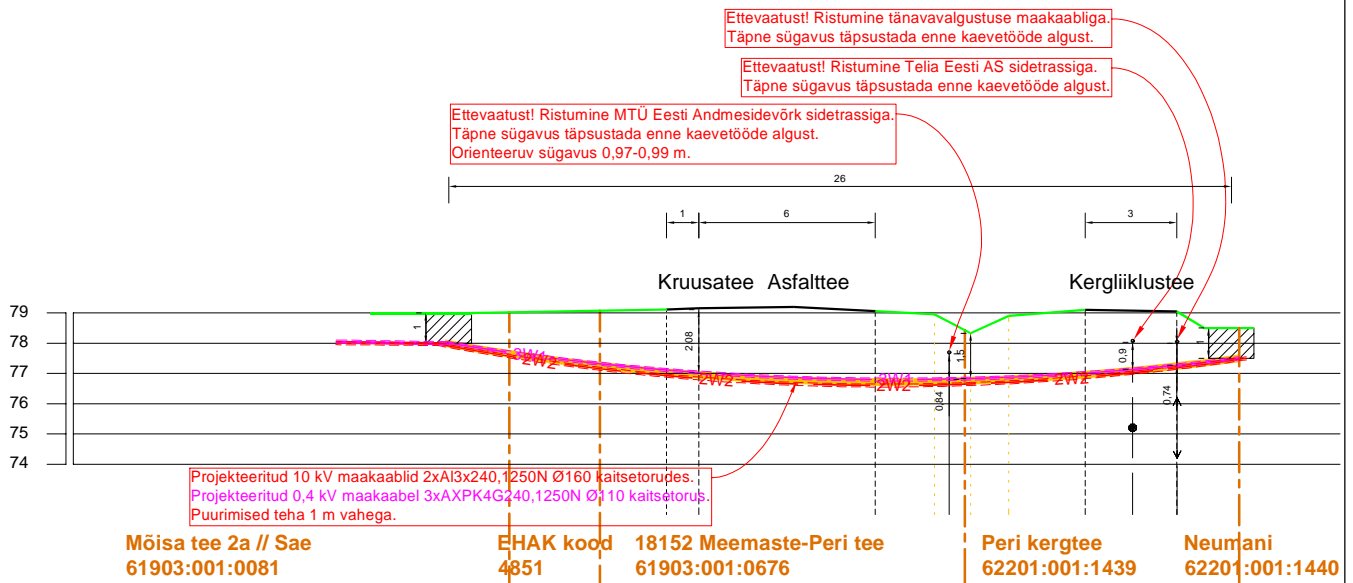 Ettevaatust! Ristumine tänavavalgustuse maakaabliga.
Täpne sügavus täpsustada enne kaevetööde algust.
Ettevaatust! Ristumine Telia Eesti AS sidetrassiga.
Täpne sügavus täpsustada enne kaevetööde algust.
Ettevaatust! Ristumine MTÜ Eesti Andmesidevõrk sidetrassiga.
Täpne sügavus täpsustada enne kaevetööde algust.
Orienteeruv sügavus 0,97-0,99 m.
26
1
6
3
Kruusatee
Asfalttee
Kergliiklustee
79
78
77
76
75
74
1
2,08
1,5
0,84
0,9
0,74
1
2W1
2W2
2W2
2W1
2W2
2W2
Projekteeritud 10 kV maakaablid 2xAl3x240,1250N Ø160 kaitsetorudes.
Projekteeritud 0,4 kV maakaabel 3xAXPK4G240,1250N Ø110 kaitsetorus.
Puurimised teha 1 m vahega.
Mõisa tee 2a // Sae
61903:001:0081
EHAK kood
4851
18152 Meemaste-Peri tee
61903:001:0676
Peri kergtee
62201:001:1439
Neumani
62201:001:1440